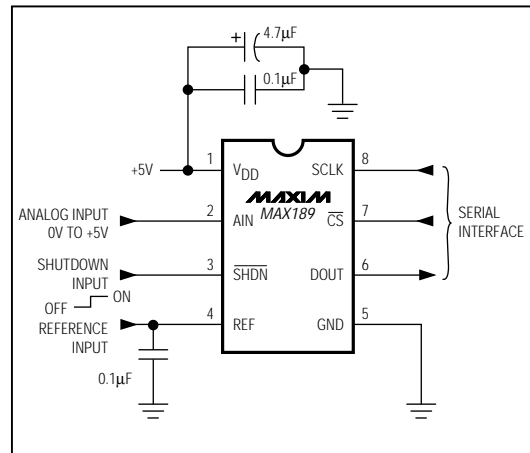 + 4.7µF
0.1µF
+5V
1
VDD
SCLK
8
MAXIM
MAX189
ANALOG INPUT
0V TO +5V
2
AIN
CS
7
SERIAL
INTERFACE
SHUTDOWN
INPUT
3
SHDN
DOUT
6
OFF ON
REFERENCE
INPUT
4
REF
GND
5
0.1µF